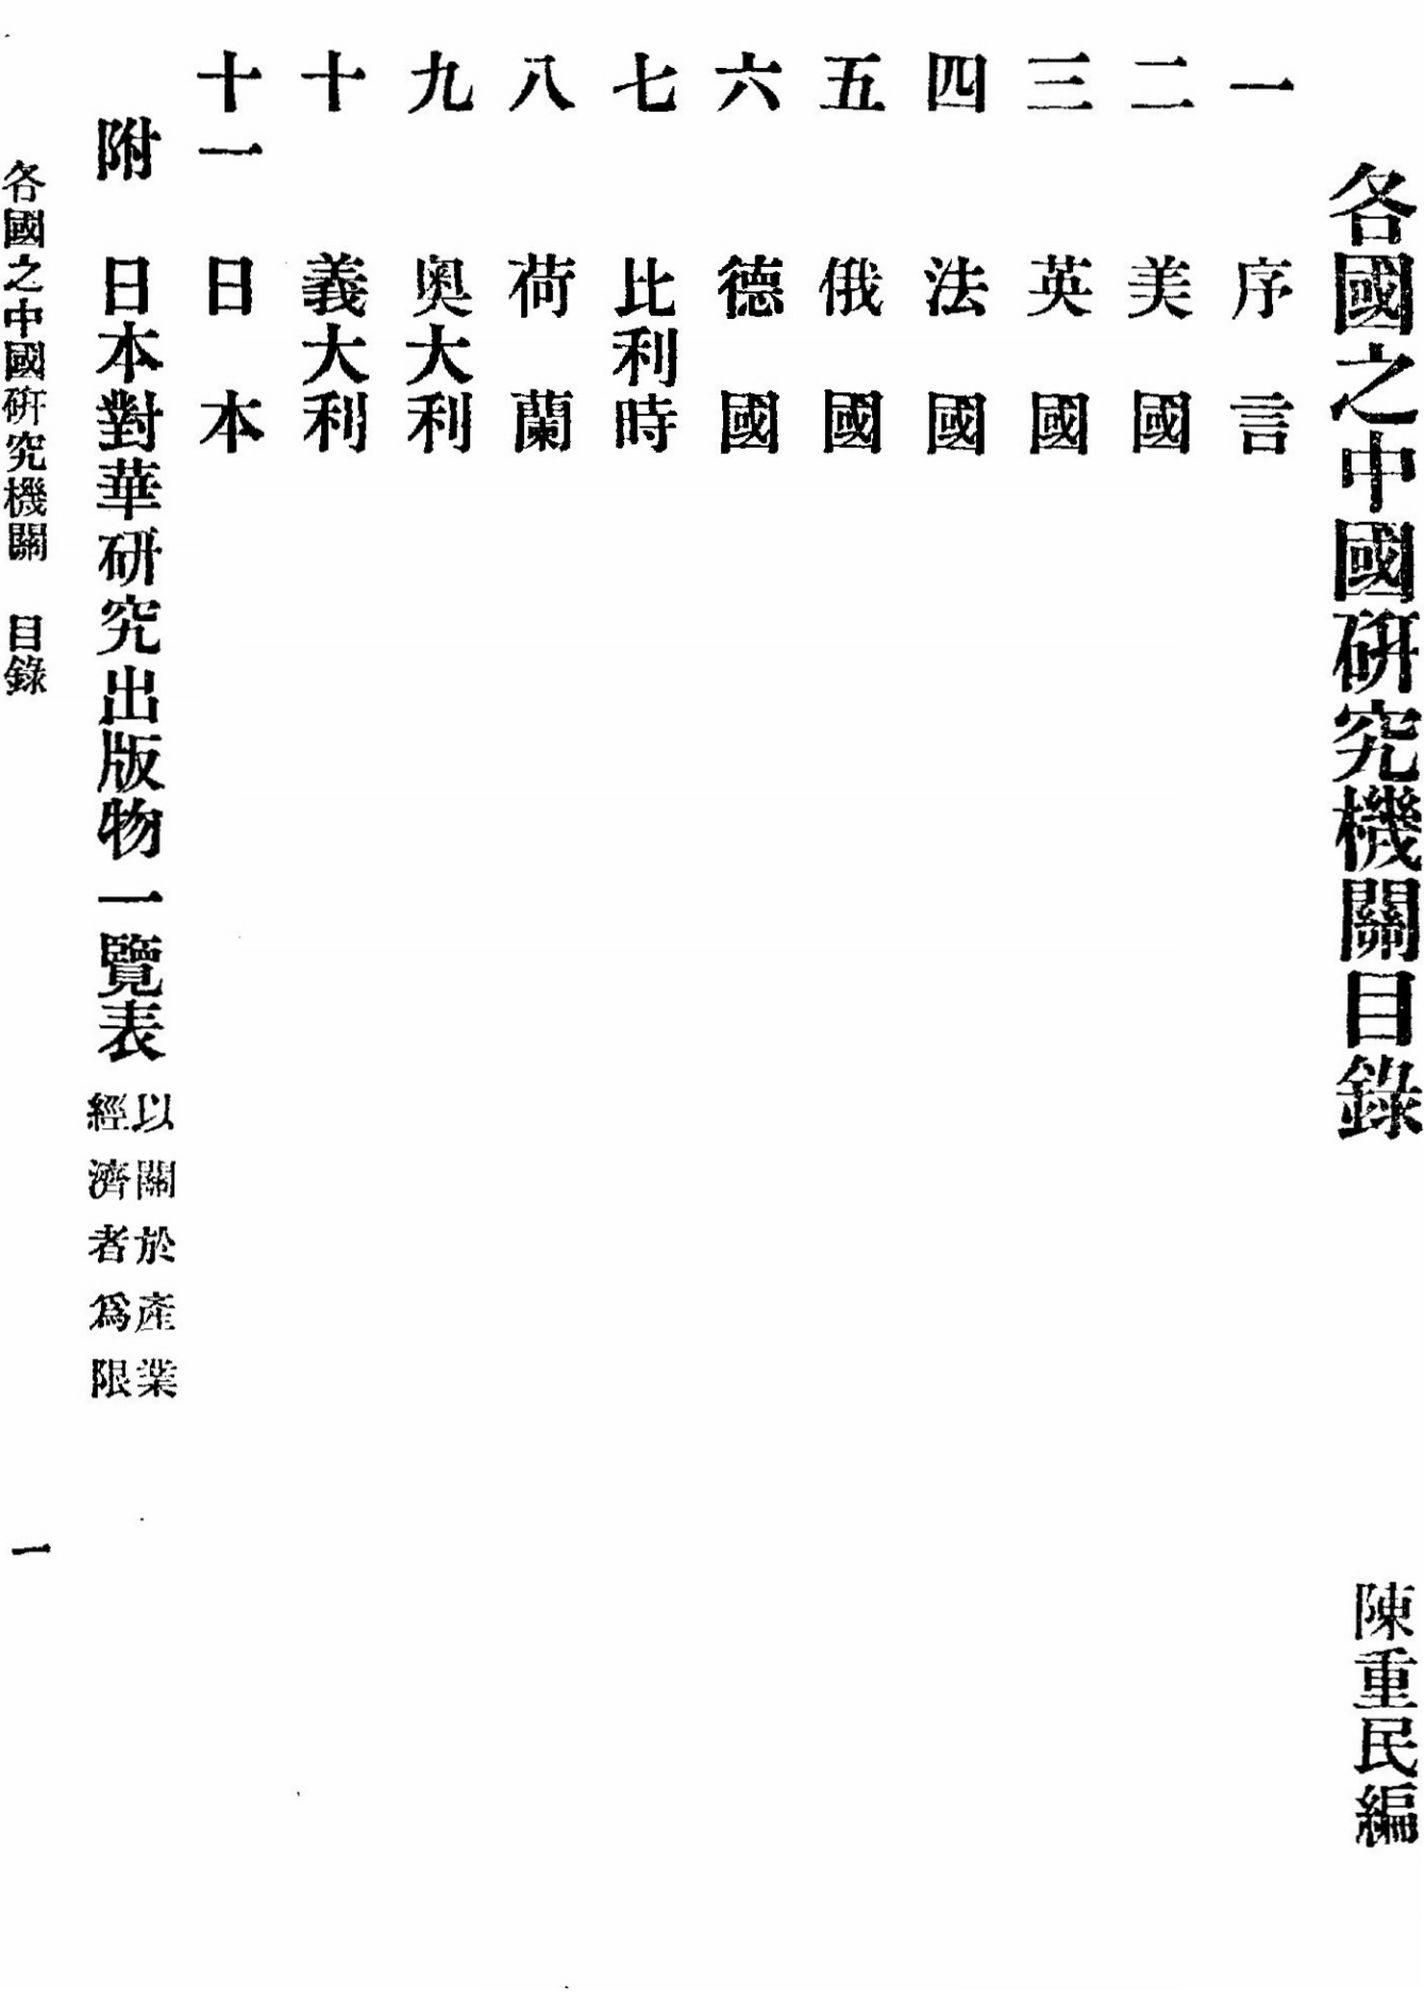 各國之中國硏究機關目錄
陳重民編
一 序言
二 美國
三 英國
四 法國
五 俄國
六 德國
七 比利時
八 荷蘭
九 奧大利
十 義大利
十一 日本
附 日本對華研究出版物一覽表
以關於產業
經濟者爲限
各國之中國硏究機關 目錄
一